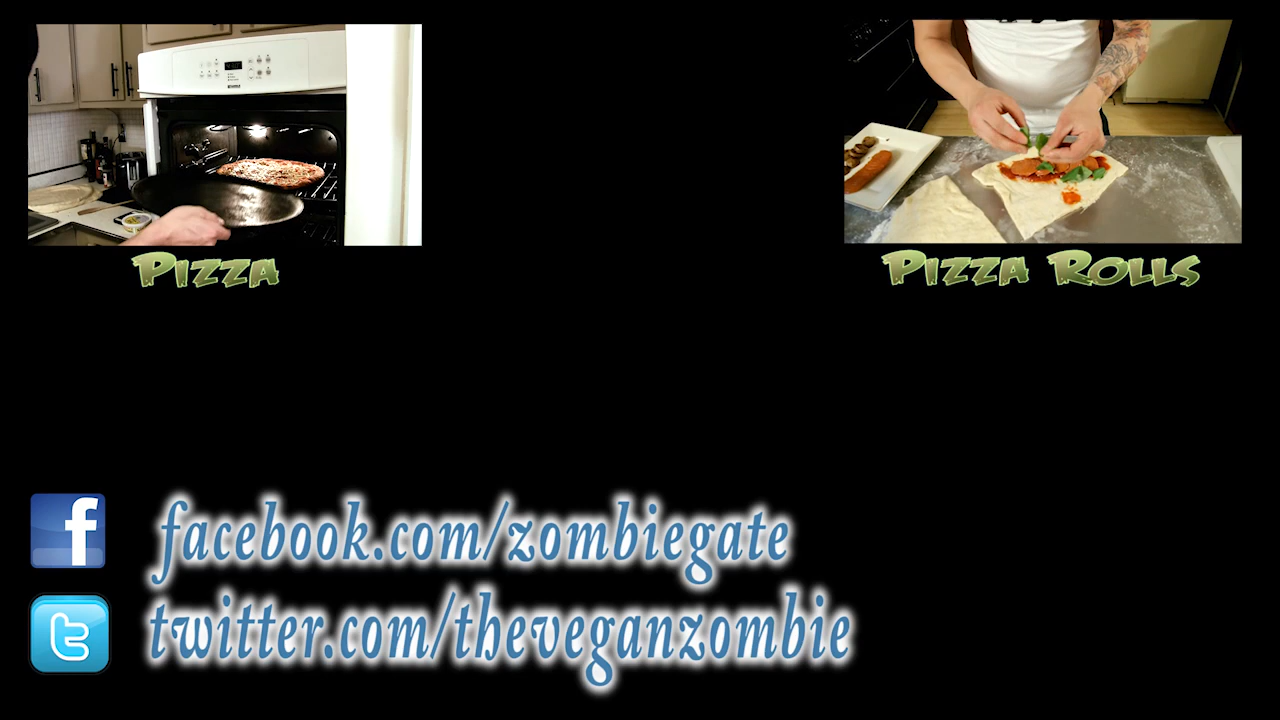 Pizza
Pizza Rolls
facebook.com/zombiegate
twitter.com/theveganzombie